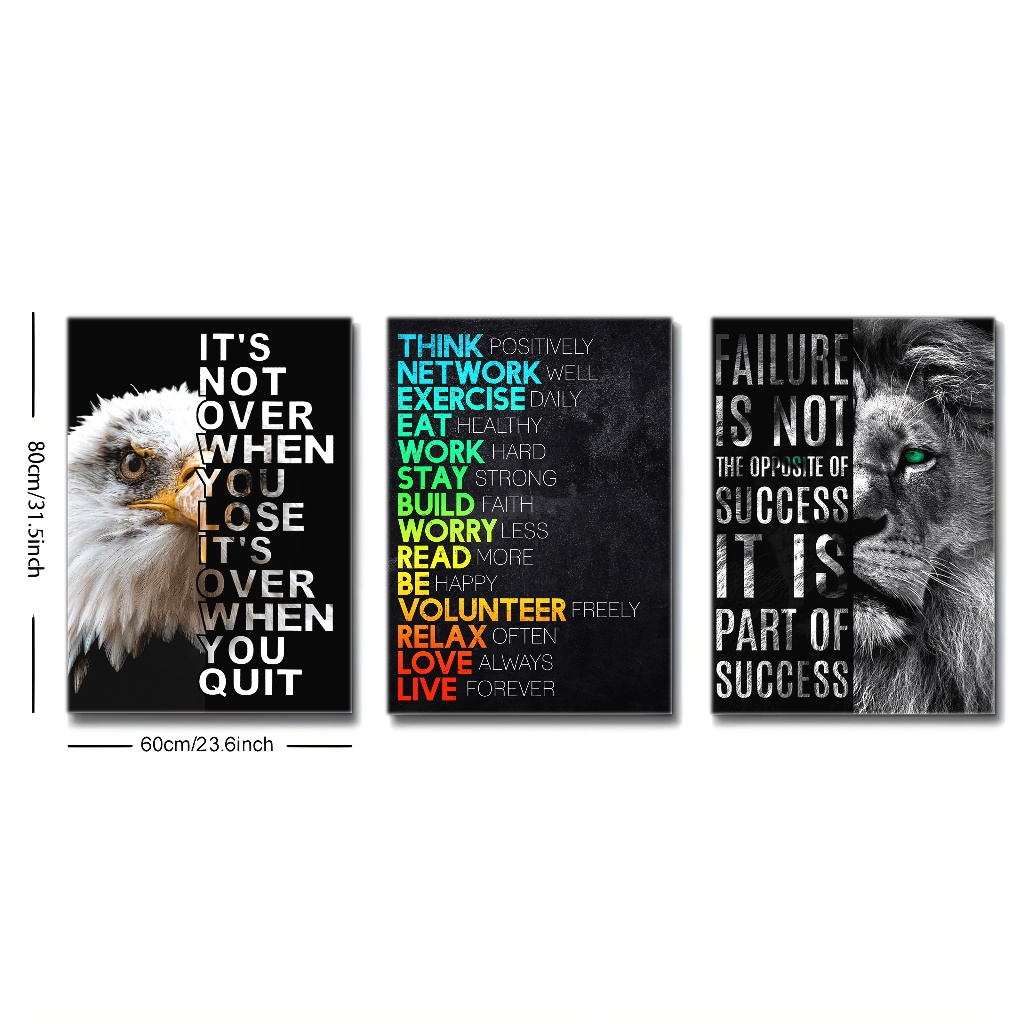 80cm/31.5inch
IT'S
NOT
OVER
WHEN
YOU
LOSE
IT'S
OVER
WHEN
YOU
QUIT
60cm/23.6inch
THINK POSITIVELY
NETWORK WELL
EXERCISE DAILY
EAT HEALTHY
WORK HARD
STAY STRONG
BUILD FAITH
WORRY LESS
READ MORE
BE HAPPY
VOLUNTEER FREELY
RELAX OFTEN
LOVE ALWAYS
LIVE FOREVER
FAILURE
IS NOT
THE OPPOSITE OF
SUCCESS
IT IS
PART OF
SUCCESS